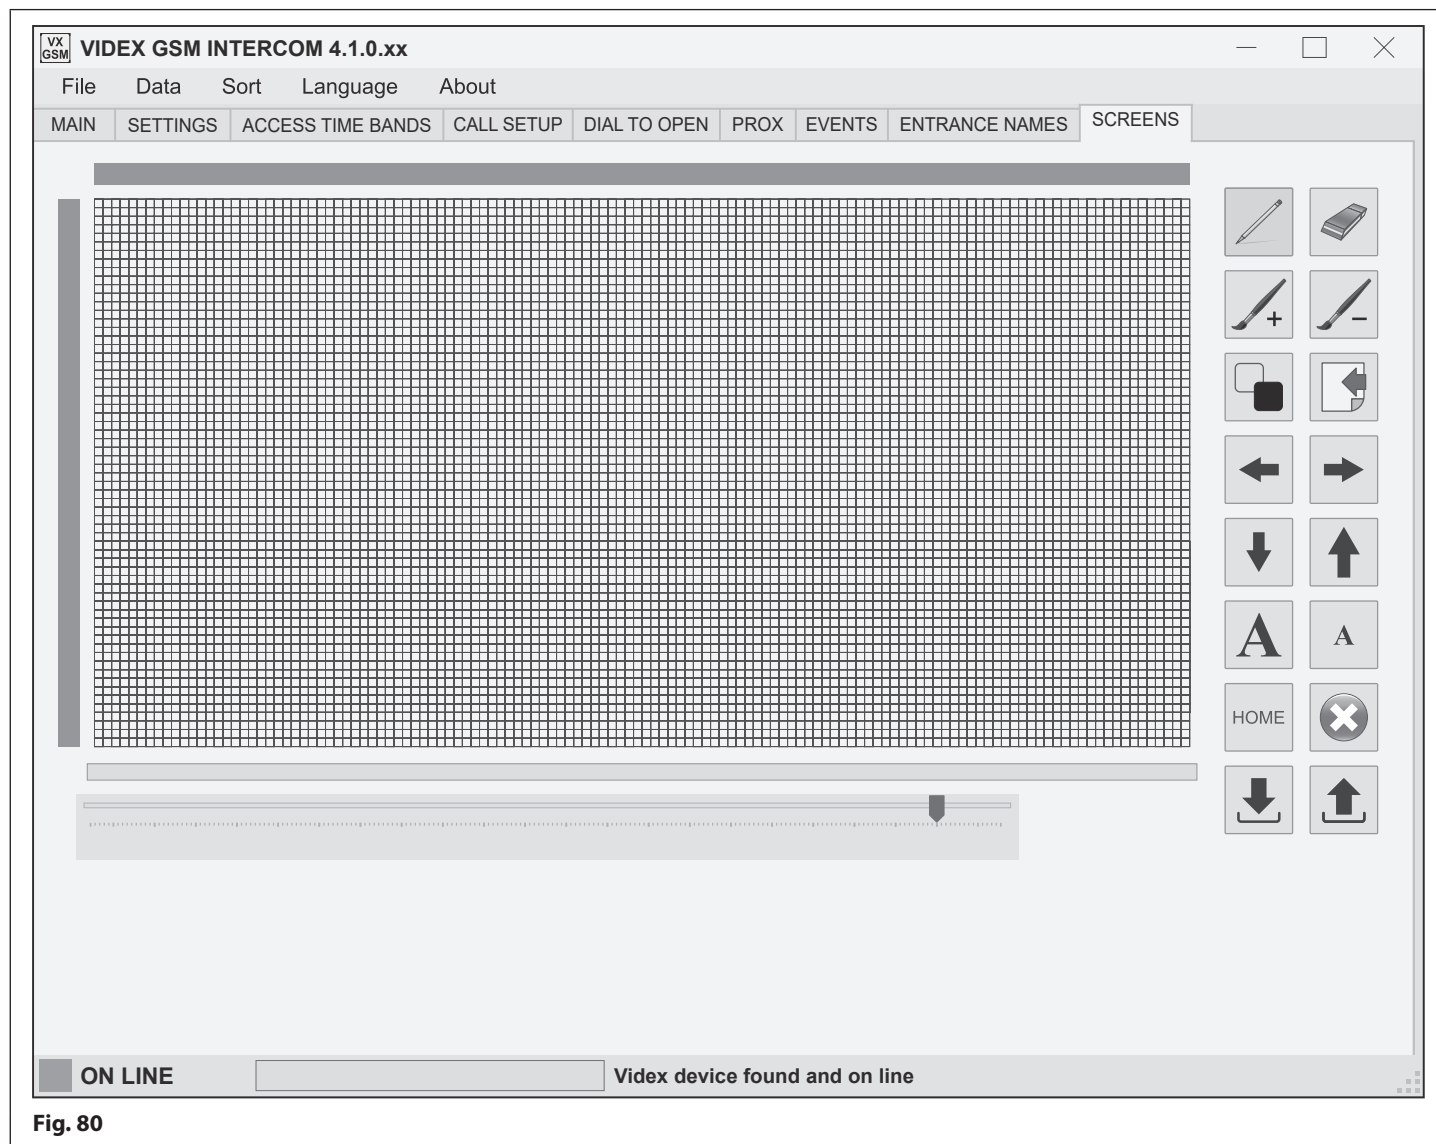 VX GSM VIDEX GSM INTERCOM 4.1.0.xx
File Data Sort Language About
MAIN SETTINGS ACCESS TIME BANDS CALL SETUP DIAL TO OPEN PROX EVENTS ENTRANCE NAMES SCREENS
+ −
A A
HOME
ON LINE Videx device found and on line
Fig. 80